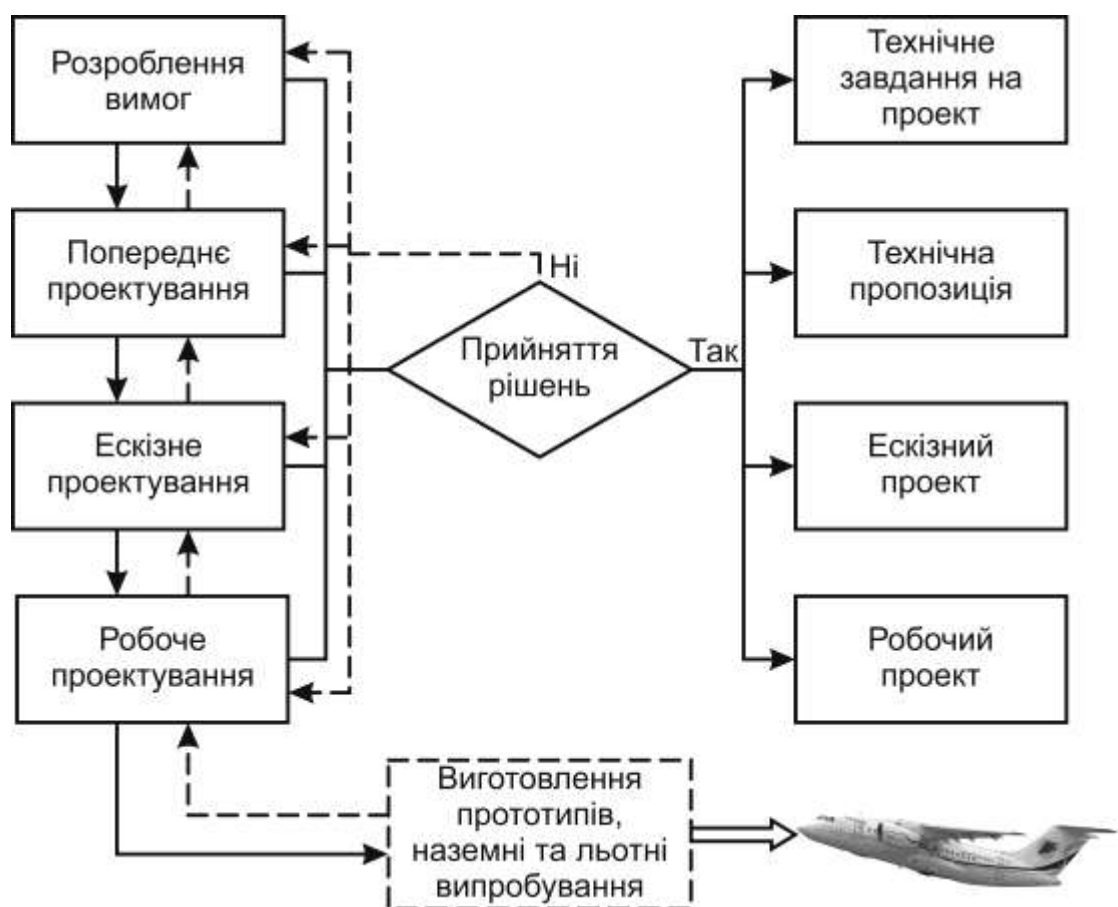 Розроблення
вимог
Технічне
завдання на
проект
Попереднє
проектування
Ні
Технічна
пропозиція
Прийняття
рішень
Так
Ескізне
проектування
Ескізний
проект
Робоче
проектування
Робочий
проект
Виготовлення
прототипів,
наземні та льотні
випробування